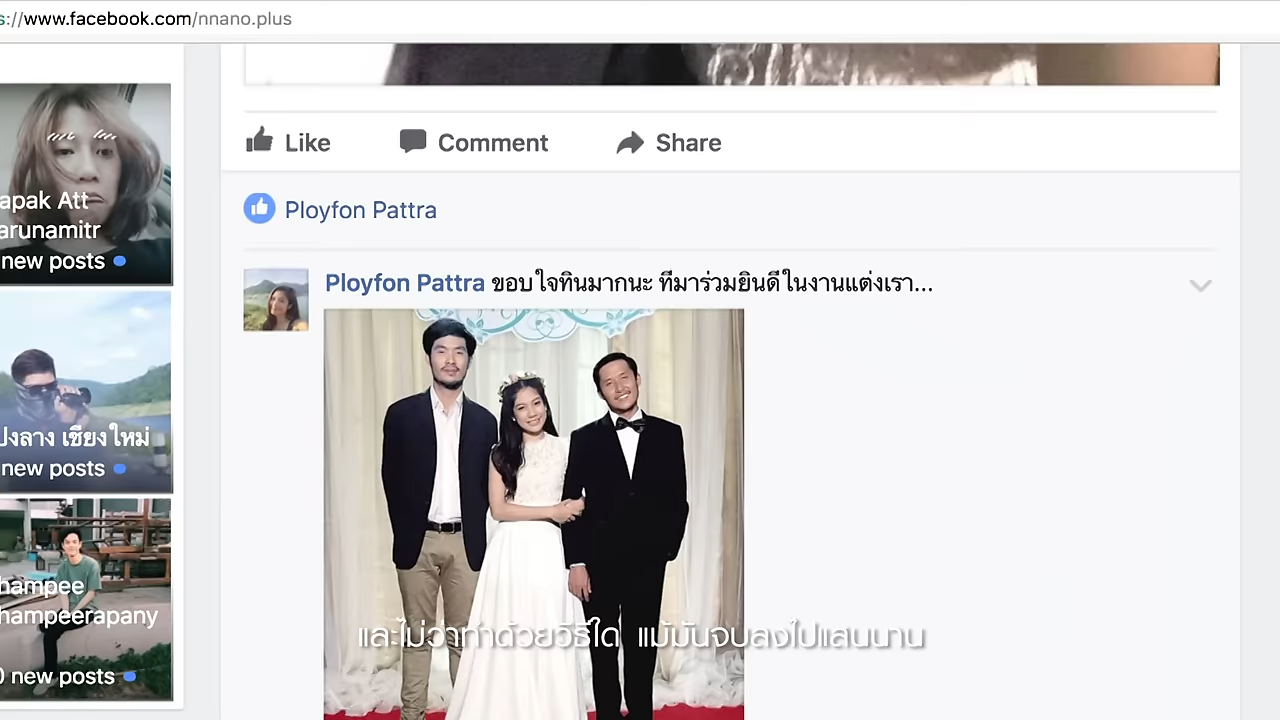 s://www.facebook.com/nnano.plus
Like
Comment
Share
Ployfon Pattra
Ployfon Pattra ขอบใจทินมากนะ ที่มาร่วมยินดีในงานแต่งเรา...
apak Att
arunamitr
new posts
ปงลาง เชียงใหม่
new posts
hampee
hampeerapany
0 new posts
และไม่ว่าทำด้วยวิธีใด แม้มันจบลงไปแสนนาน